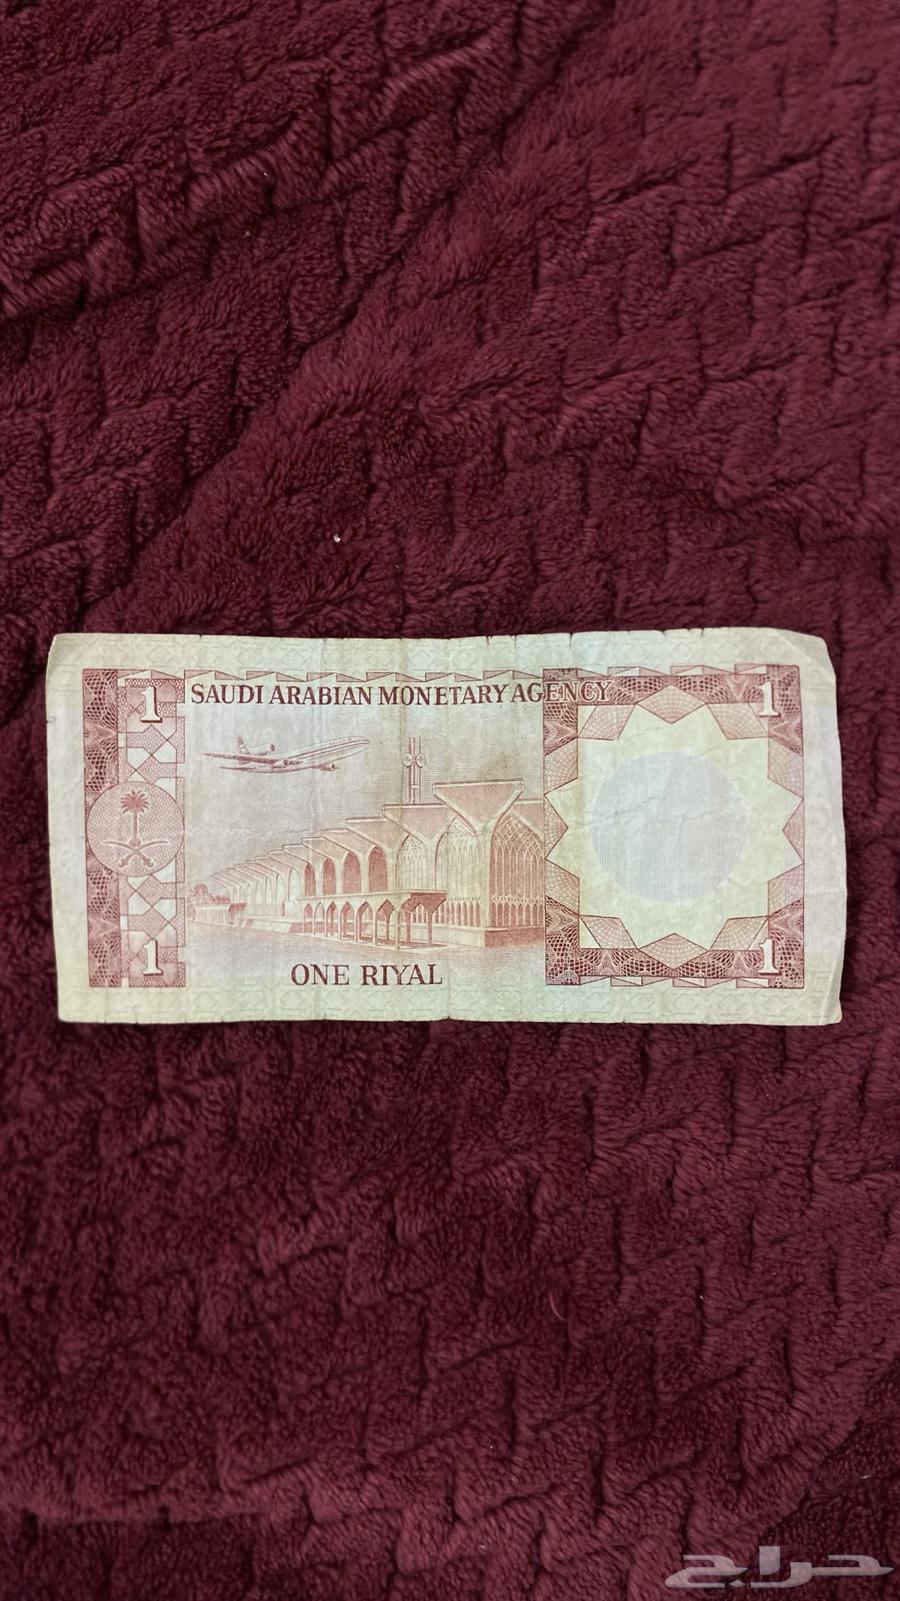 1 SAUDI ARABIAN MONETARY AGENCY 1
1 ONE RIYAL 1
حراج